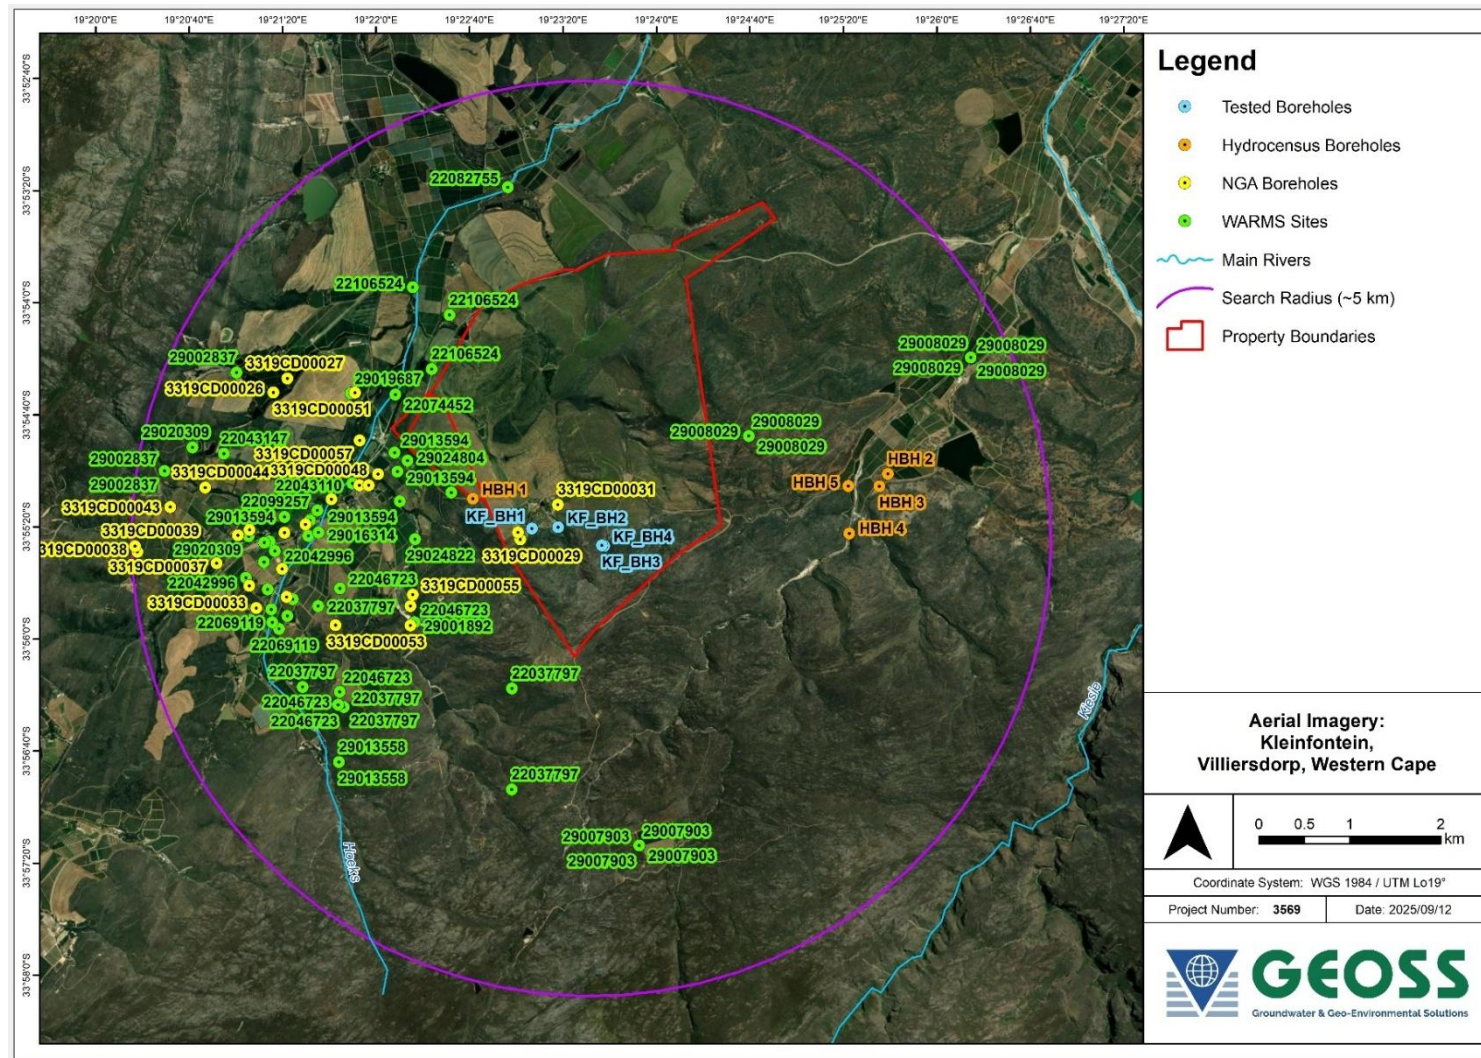 19°20'0"E 19°20'40"E 19°21'20"E 19°22'0"E 19°22'40"E 19°23'20"E 19°24'0"E 19°24'40"E 19°25'20"E 19°26'0"E 19°26'40"E 19°27'20"E
33°52'40"S
33°53'20"S
33°54'0"S
33°54'40"S
33°55'20"S
33°56'0"S
33°56'40"S
33°57'20"S
33°58'0"S
22082755
22106524
22106524
22106524
29002837
3319CD00027
3319CD00026
29019687
3319CD00051
22074452
29008029 29008029
29008029 29008029
29008029
29008029 29008029
29020309
22043147
29013594
3319CD00057
29024804
29002837
3319CD00044
3319CD00048
29002837
22043110
29013594
3319CD00043
22099257
HBH 1
3319CD00031
HBH 2
HBH 5
HBH 3
HBH 4
29013594
29013594
3319CD00039
29016314
KF_BH1
KF_BH2
KF_BH4
KF_BH3
3319CD00029
3319CD00038
29020309
22042996
29024822
3319CD00037
22042996
22046723
3319CD00055
3319CD00033
22037797
22046723
22069119
29001892
22069119
3319CD00053
22037797
22046723
22037797
22046723
22037797
22046723
22037797
29013558
29013558
22037797
29007903 29007903
29007903 29007903
Hoeks
Kiesie
Legend
Tested Boreholes
Hydrocensus Boreholes
NGA Boreholes
WARMS Sites
Main Rivers
Search Radius (~5 km)
Property Boundaries
Aerial Imagery:
Kleinfontein,
Villiersdorp, Western Cape
0 0.5 1 2
km
Coordinate System: WGS 1984 / UTM Lo19°
Project Number: 3569 Date: 2025/09/12
GEOSS
Groundwater & Geo-Environmental Solutions